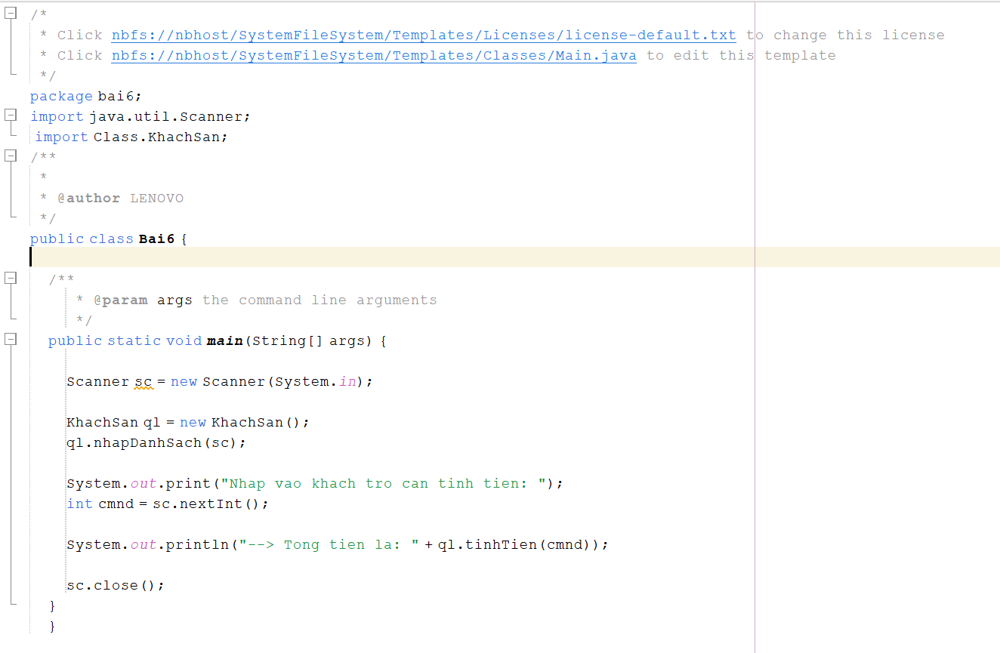 /*
 * Click nbfs://nbhost/SystemFileSystem/Templates/Licenses/license-default.txt to change this license
 * Click nbfs://nbhost/SystemFileSystem/Templates/Classes/Main.java to edit this template
 */
package bai6;
import java.util.Scanner;
import Class.KhachSan;
/**
 *
 * @author LENOVO
 */
public class Bai6 {
/**
 * @param args the command line arguments
 */
public static void main(String[] args) {
Scanner sc = new Scanner(System.in);
KhachSan ql = new KhachSan();
ql.nhapDanhSach(sc);
System.out.print("Nhap vao khach tro can tinh tien: ");
int cmnd = sc.nextInt();
System.out.println("--> Tong tien la: " + ql.tinhTien(cmnd));
sc.close();
}
}